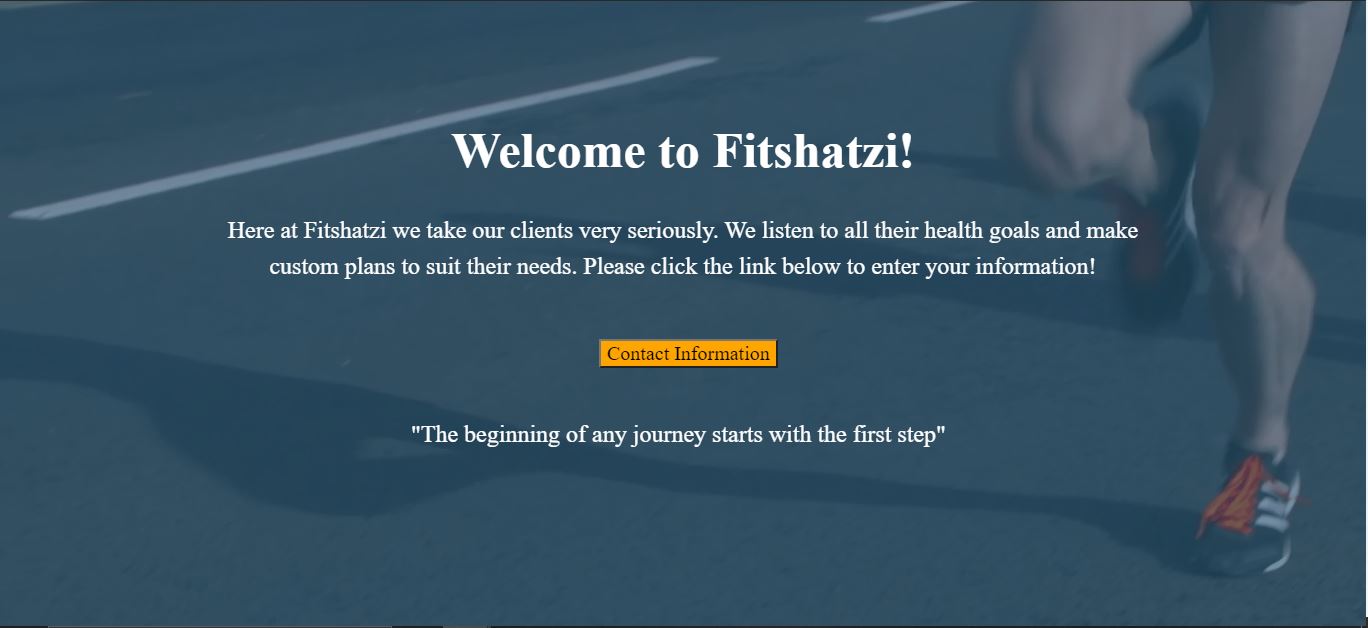 Welcome to Fitshatzi!
Here at Fitshatzi we take our clients very seriously. We listen to all their health goals and make
custom plans to suit their needs. Please click the link below to enter your information!
Contact Information
"The beginning of any journey starts with the first step"